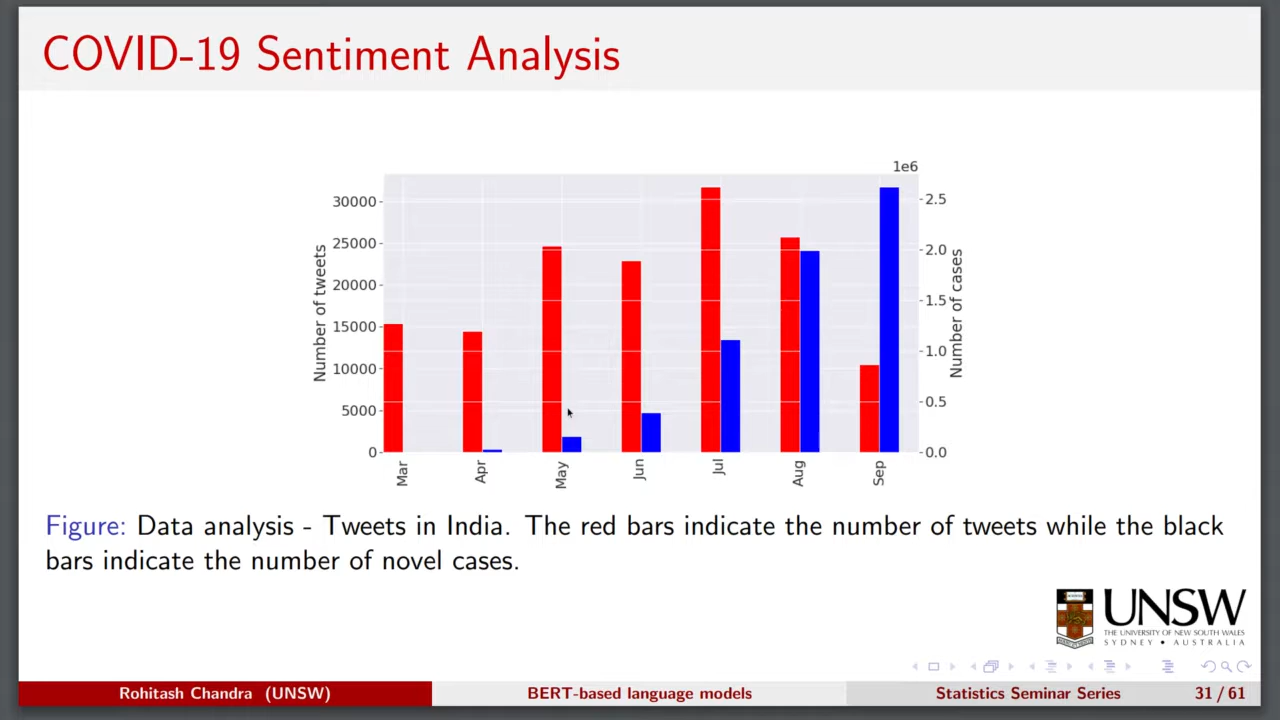 COVID-19 Sentiment Analysis
1e6
30000
25000
20000
15000
10000
5000
0
Number of tweets
2.5
2.0
1.5
1.0
0.5
0.0
Number of cases
Mar Apr May Jun Jul Aug Sep
Figure: Data analysis - Tweets in India. The red bars indicate the number of tweets while the black
bars indicate the number of novel cases.
UNSW
THE UNIVERSITY OF NEW SOUTH WALES
SYDNEY • AUSTRALIA
Rohitash Chandra (UNSW) BERT-based language models Statistics Seminar Series 31 / 61